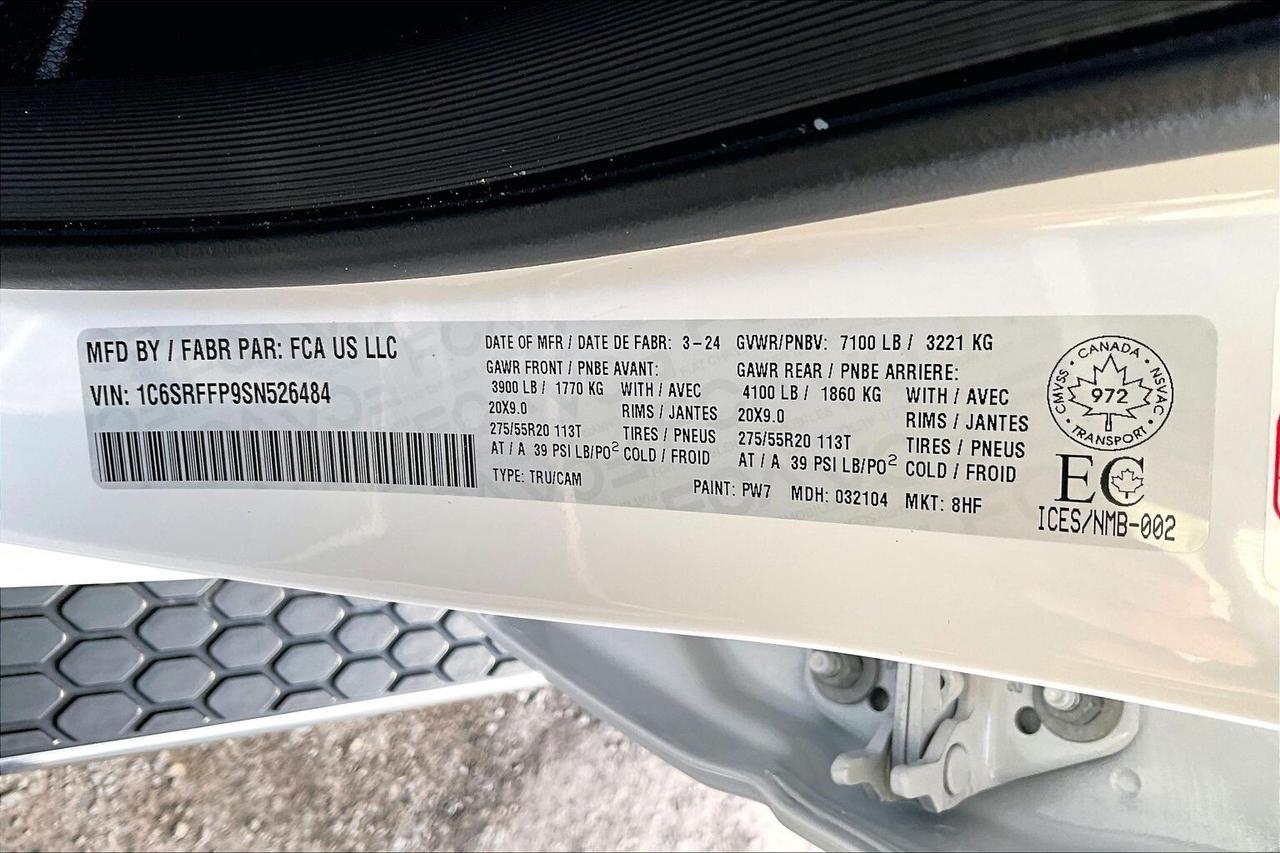 MFD BY / FABR PAR: FCA US LLC
VIN: 1C6SRFFP9SN526484
DATE OF MFR / DATE DE FABR: 3-24 GVWR/PNBV: 7100 LB / 3221 KG
GAWR FRONT / PNBE AVANT:
3900 LB / 1770 KG WITH / AVEC
20X9.0 RIMS / JANTES
275/55R20 113T TIRES / PNEUS
AT / A 39 PSI LB/PO² COLD / FROID
GAWR REAR / PNBE ARRIERE:
4100 LB / 1860 KG WITH / AVEC
20X9.0 RIMS / JANTES
275/55R20 113T TIRES / PNEUS
AT / A 39 PSI LB/PO² COLD / FROID
TYPE: TRU/CAM PAINT: PW7 MDH: 032104 MKT: 8HF
CANADA
CMVSS · NSVAC
972
TRANSPORT
EC
ICES/NMB-002